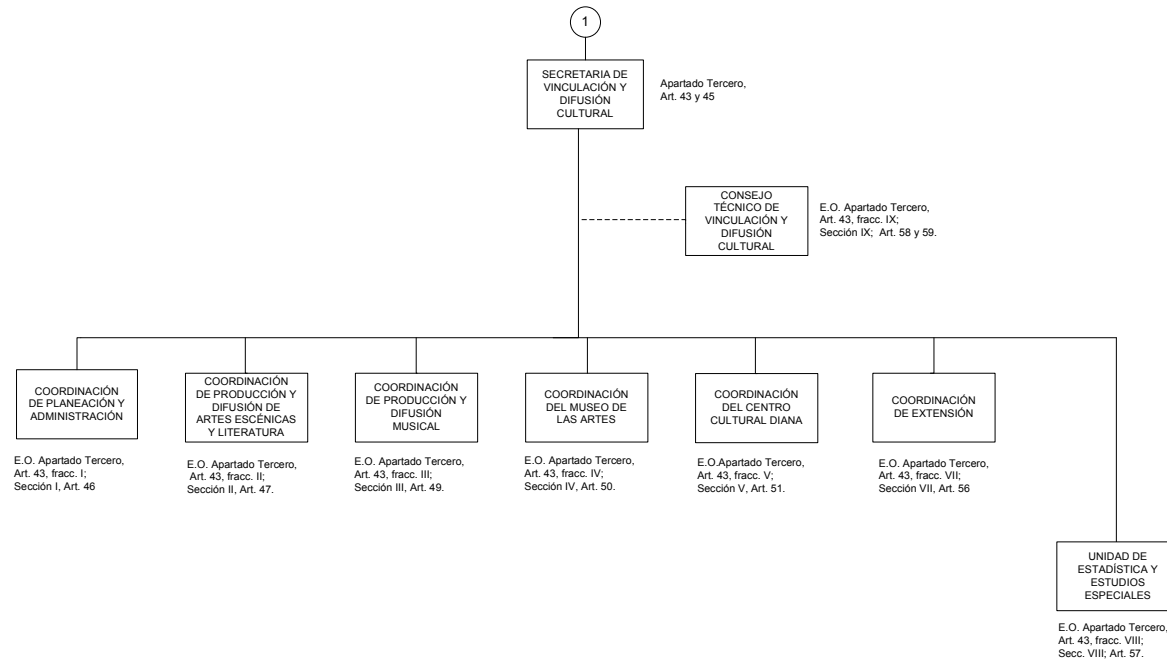 1
SECRETARIA DE
VINCULACIÓN Y
DIFUSIÓN
CULTURAL
Apartado Tercero,
Art. 43 y 45
CONSEJO
TÉCNICO DE
VINCULACIÓN Y
DIFUSIÓN
CULTURAL
E.O. Apartado Tercero,
Art. 43, fracc. IX;
Sección IX; Art. 58 y 59.
COORDINACIÓN
DE PLANEACIÓN Y
ADMINISTRACIÓN
E.O. Apartado Tercero,
Art. 43, fracc. I;
Sección I, Art. 46
COORDINACIÓN
DE PRODUCCIÓN Y
DIFUSIÓN DE
ARTES ESCÉNICAS
Y LITERATURA
E.O. Apartado Tercero,
Art. 43, fracc. II;
Sección II, Art. 47.
COORDINACIÓN
DE PRODUCCIÓN Y
DIFUSIÓN
MUSICAL
E.O. Apartado Tercero,
Art. 43, fracc. III;
Sección III, Art. 49.
COORDINACIÓN
DEL MUSEO DE
LAS ARTES
E.O. Apartado Tercero,
Art. 43, fracc. IV;
Sección IV, Art. 50.
COORDINACIÓN
DEL CENTRO
CULTURAL DIANA
E.O.Apartado Tercero,
Art. 43, fracc. V;
Sección V, Art. 51.
COORDINACIÓN
DE EXTENSIÓN
E.O. Apartado Tercero,
Art. 43, fracc. VII;
Sección VII, Art. 56
UNIDAD DE
ESTADÍSTICA Y
ESTUDIOS
ESPECIALES
E.O. Apartado Tercero,
Art. 43, fracc. VIII;
Secc. VIII; Art. 57.